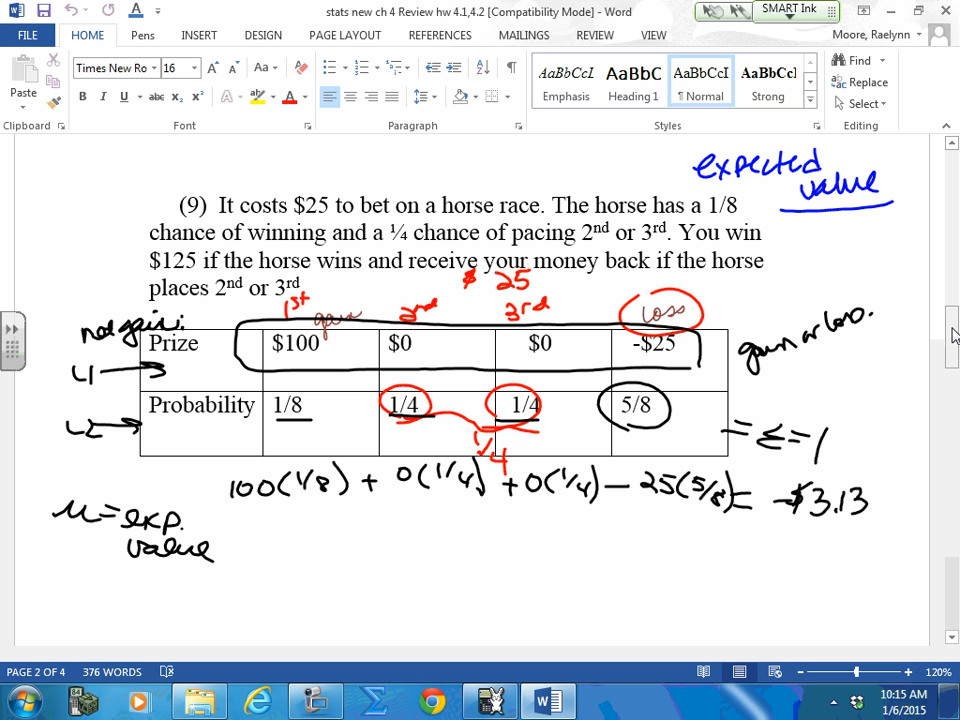 stats new ch 4 Review hw 4.1,4.2 [Compatibility Mode] - Word
SMART Ink
FILE HOME Pens INSERT DESIGN PAGE LAYOUT REFERENCES MAILINGS REVIEW VIEW Moore, Raelynn
Paste
Times New Ro 16
B I U abc X2 X2
AaBbCcI AaBbC AaBbCcI AaBbCcI
Emphasis Heading 1 ¶ Normal Strong
Find
Replace
Select
Clipboard Font Paragraph Styles Editing
expected
value
(9) It costs $25 to bet on a horse race. The horse has a 1/8
chance of winning and a ¼ chance of pacing 2nd or 3rd. You win
$125 if the horse wins and receive your money back if the horse
places 2nd or 3rd
$ 25
1st gain 2nd 3rd loss
net gain:
Prize $100 $0 $0 -$25
gain or loss.
L1
Probability 1/8 1/4 1/4 5/8
L2
= Σ = 1
1/4
100(1/8) + 0(1/4) + 0(1/4) – 25(5/8) = -$3.13
μ = exp.
value
PAGE 2 OF 4 376 WORDS 120%
10:15 AM
1/6/2015